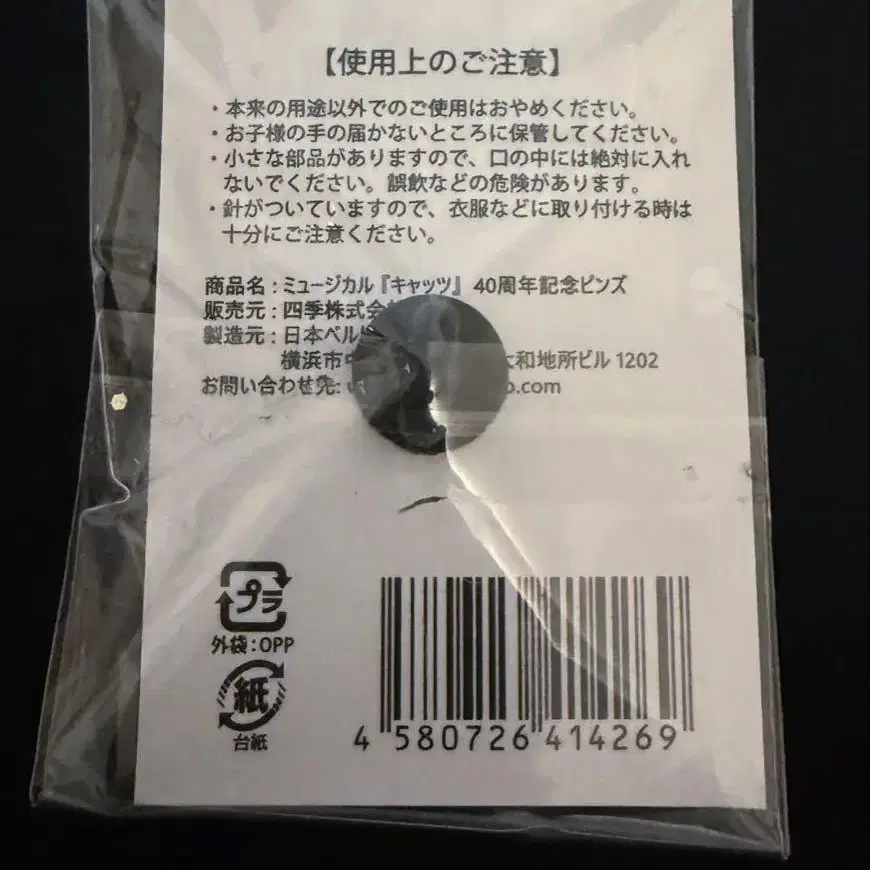 【使用上のご注意】
・本来の用途以外でのご使用はおやめください。
・お子様の手の届かないところに保管してください。
・小さな部品がありますので、口の中には絶対に入れ
ないでください。誤飲などの危険があります。
・針がついていますので、衣服などに取り付ける時は
十分にご注意ください。
商品名：ミュージカル『キャッツ』 40周年記念ピンズ
販売元：四季株式会
製造元：日本ベル
横浜市 大和地所ビル 1202
お問い合わせ先: .com
プラ
外袋：OPP
紙
台紙
4 580726 414269